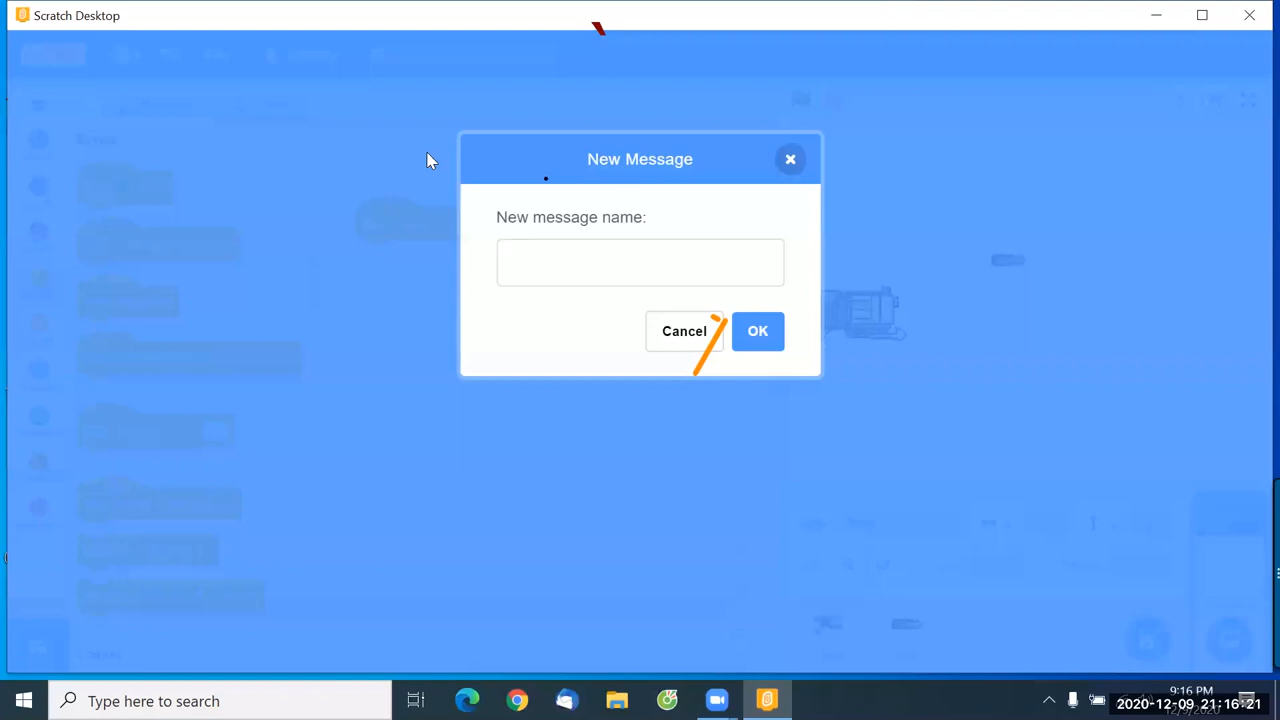 Scratch Desktop
New Message
New message name:
Cancel
OK
Type here to search
9:16 PM
2020-12-09 21:16:21